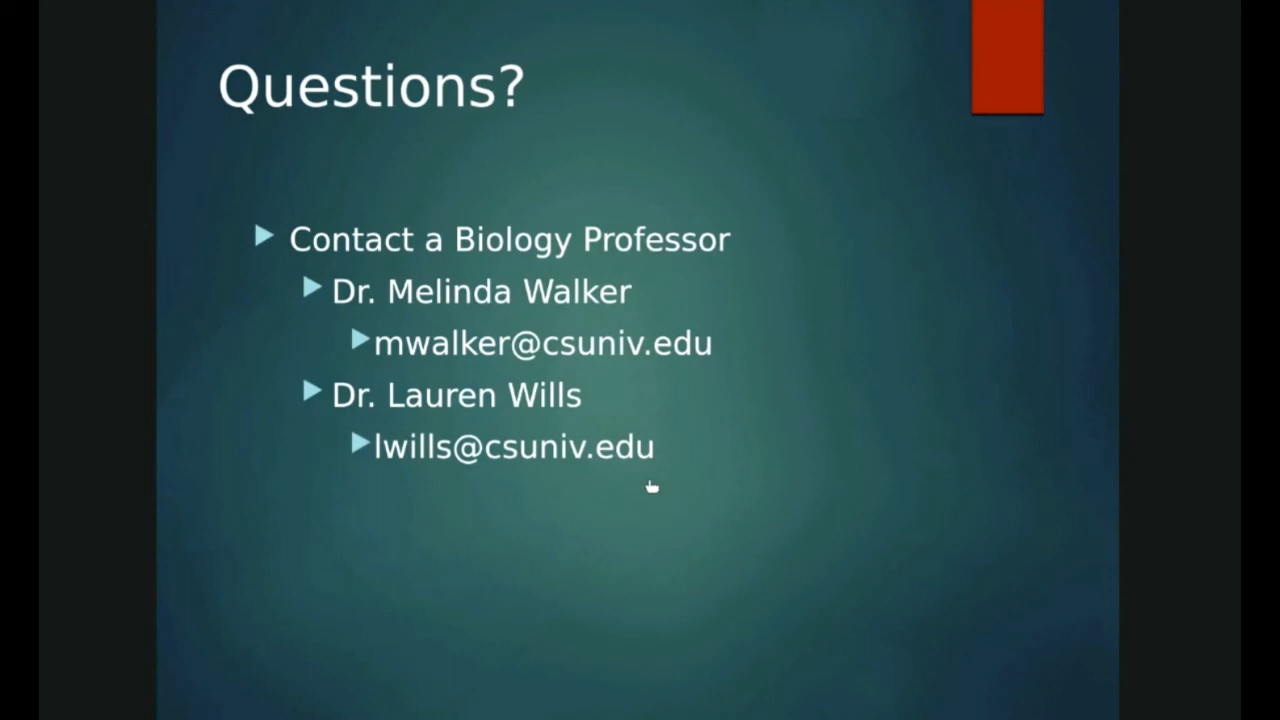 Questions?
Contact a Biology Professor
Dr. Melinda Walker
mwalker@csuniv.edu
Dr. Lauren Wills
lwills@csuniv.edu